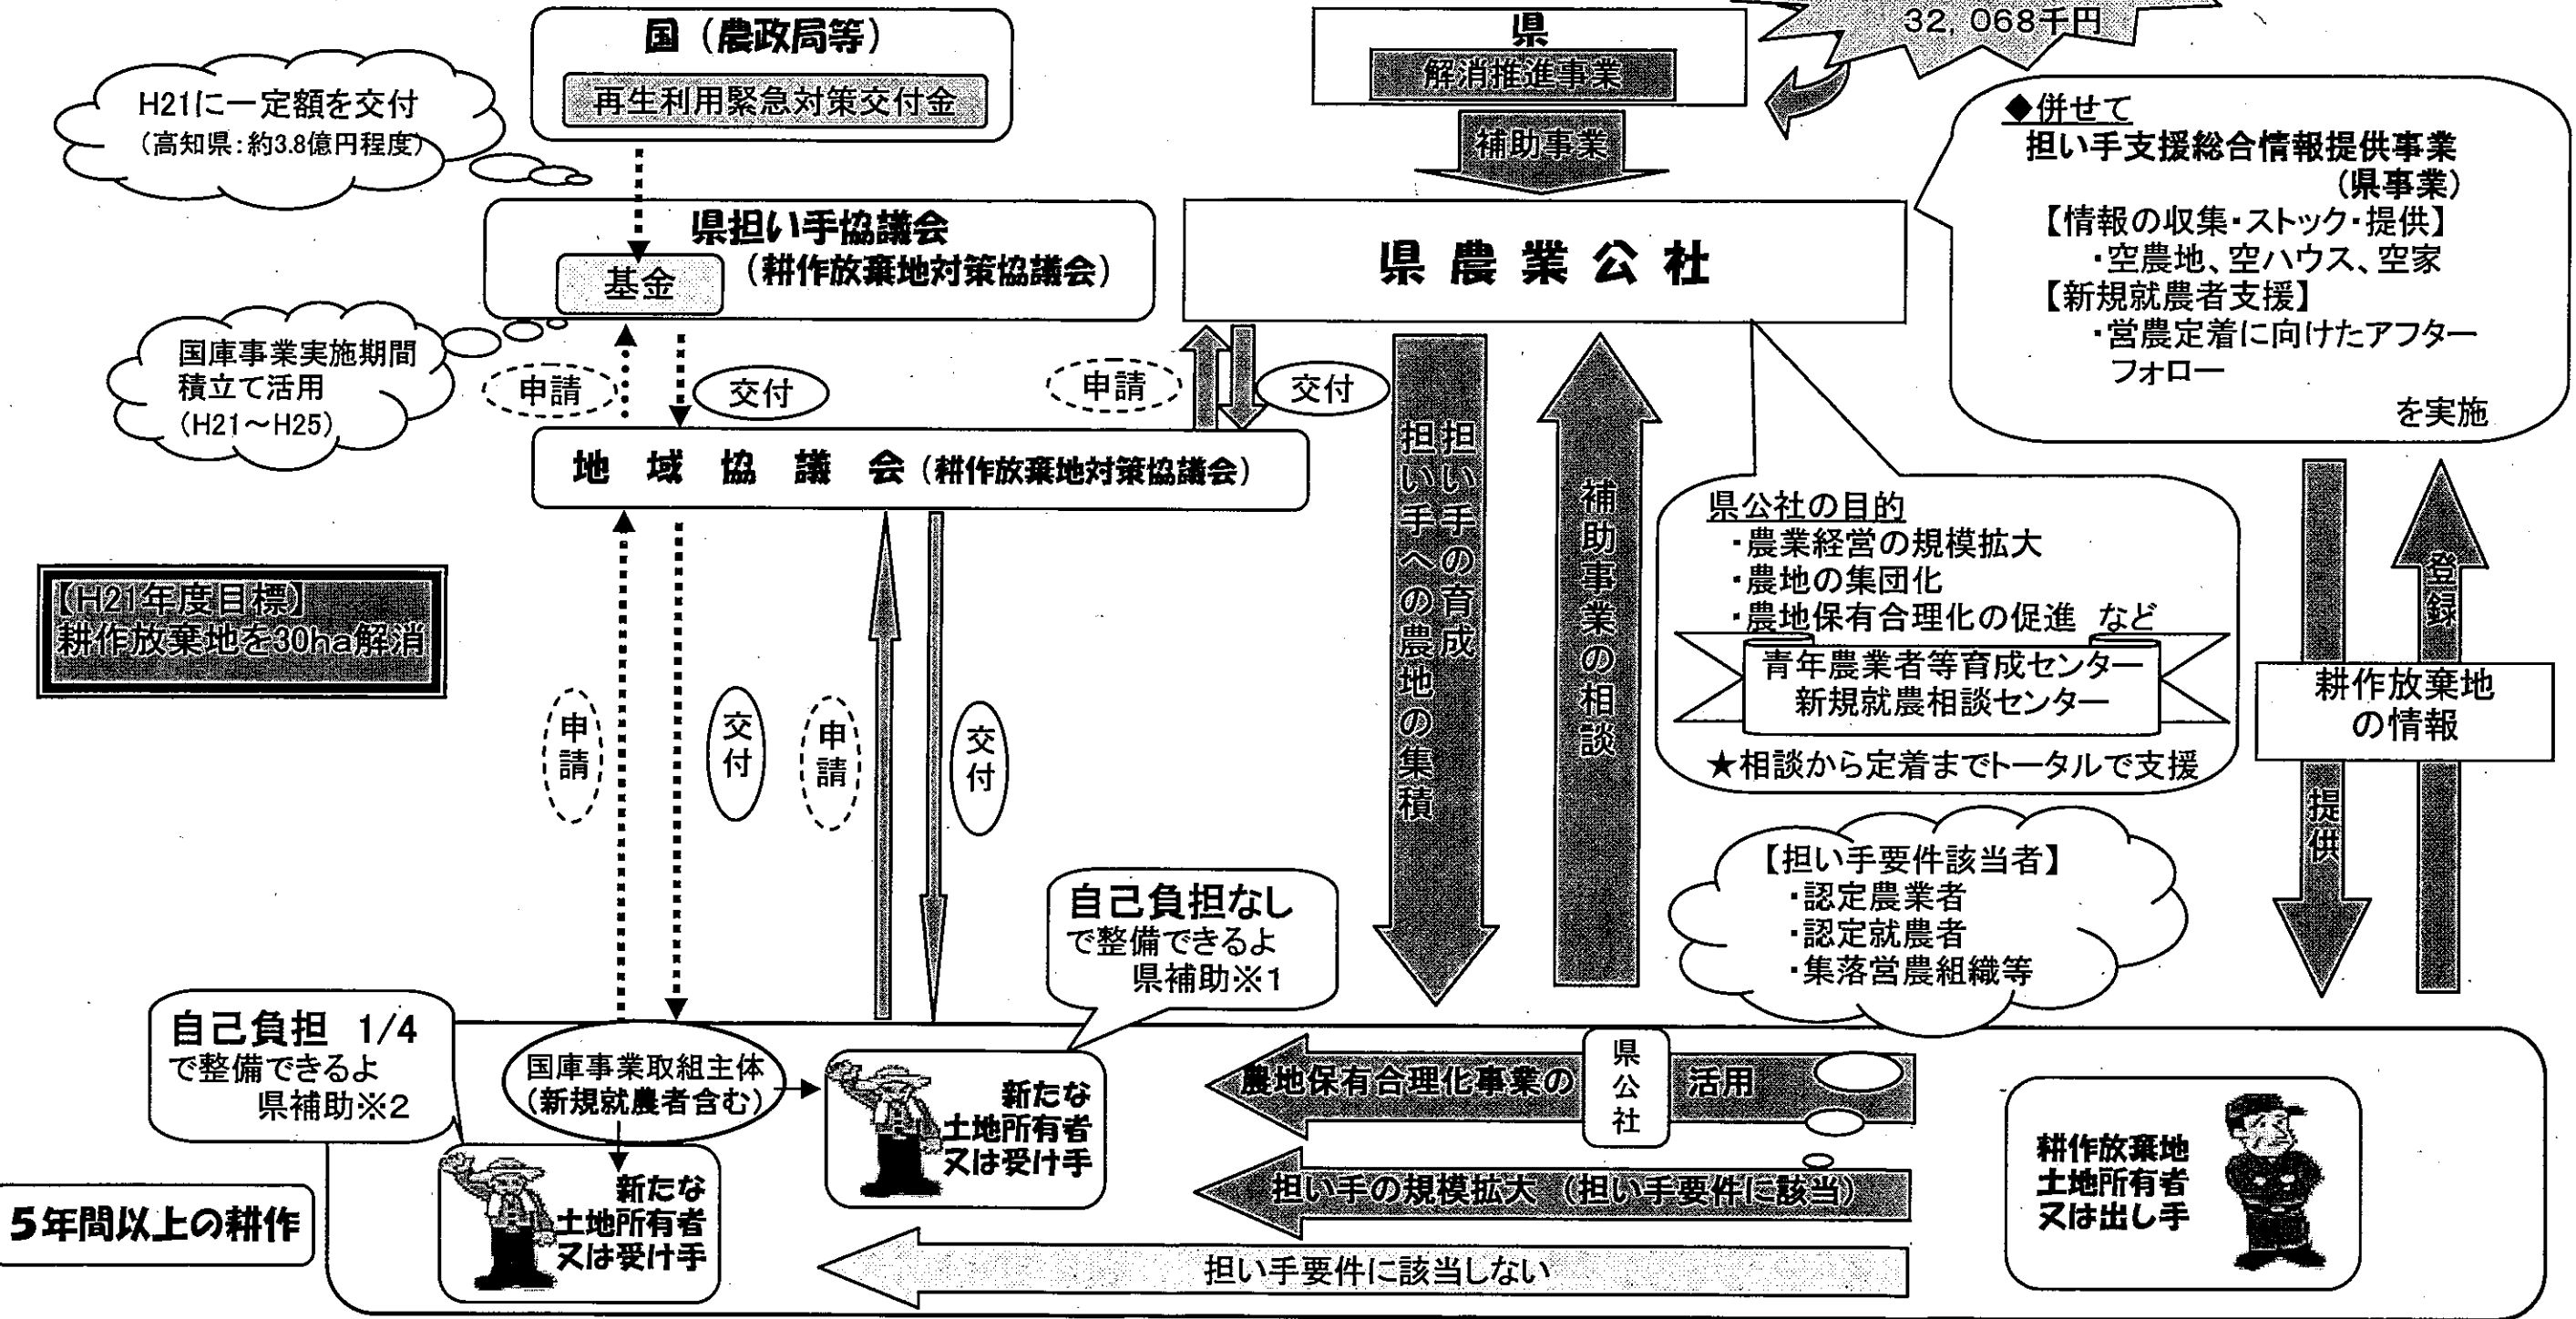 国（農政局等）
再生利用緊急対策交付金
県
解消推進事業
32,068千円
H21に一定額を交付
（高知県：約3.8億円程度）
補助事業
◆併せて
担い手支援総合情報提供事業
（県事業）
【情報の収集・ストック・提供】
・空農地、空ハウス、空家
【新規就農者支援】
・営農定着に向けたアフター
フォロー
を実施
県担い手協議会
（耕作放棄地対策協議会）
基金
県農業公社
国庫事業実施期間
積立て活用
（H21～H25）
申請
交付
申請
交付
地域協議会（耕作放棄地対策協議会）
担い手の育成
担い手への農地の集積
補助事業の相談
県公社の目的
・農業経営の規模拡大
・農地の集団化
・農地保有合理化の促進 など
青年農業者等育成センター
新規就農相談センター
★相談から定着までトータルで支援
登録
耕作放棄地
の情報
提供
【H21年度目標】
耕作放棄地を30ha解消
申請
交付
申請
交付
【担い手要件該当者】
・認定農業者
・認定就農者
・集落営農組織等
自己負担なし
で整備できるよ
県補助※1
自己負担 1/4
で整備できるよ
県補助※2
国庫事業取組主体
（新規就農者含む）
新たな
土地所有者
又は受け手
農地保有合理化事業の
県公社
活用
担い手の規模拡大（担い手要件に該当）
担い手要件に該当しない
耕作放棄地
土地所有者
又は出し手
新たな
土地所有者
又は受け手
5年間以上の耕作